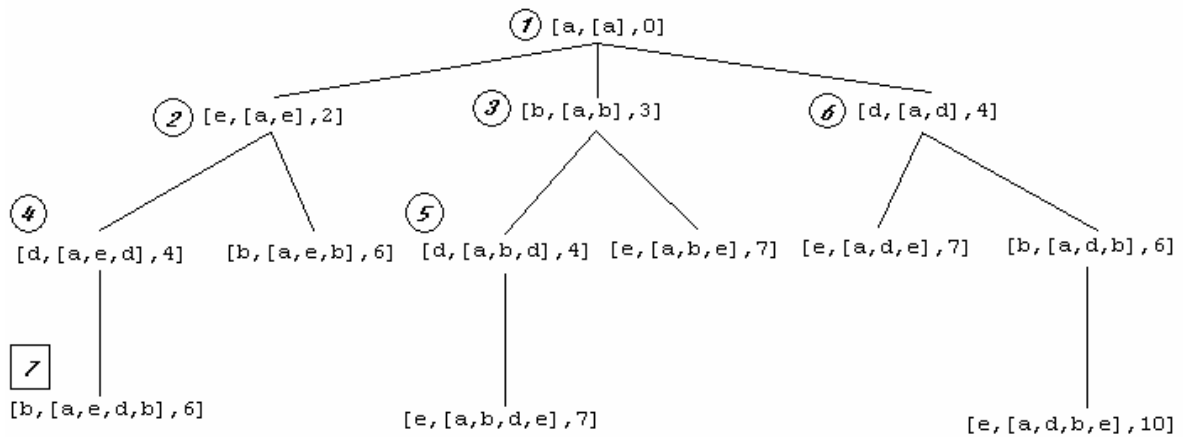 1 [a,[a],0]
2 [e,[a,e],2]
3 [b,[a,b],3]
6 [d,[a,d],4]
4
5
[d,[a,e,d],4]
[b,[a,e,b],6]
[d,[a,b,d],4]
[e,[a,b,e],7]
[e,[a,d,e],7]
[b,[a,d,b],6]
7
[b,[a,e,d,b],6]
[e,[a,b,d,e],7]
[e,[a,d,b,e],10]